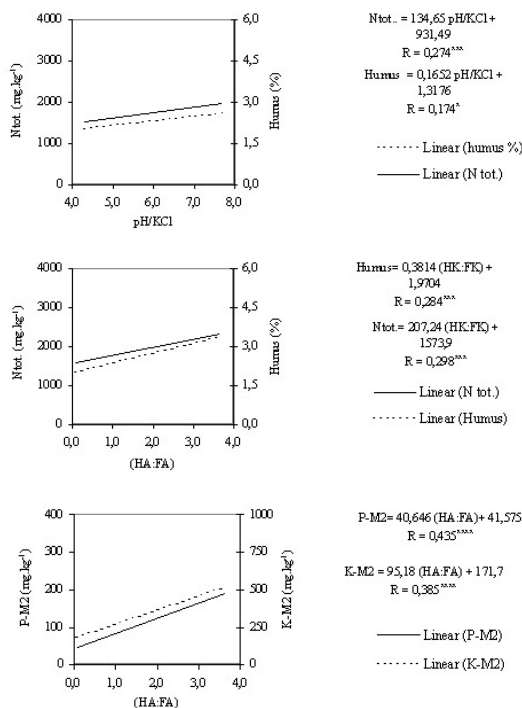 4000
3000
2000
1000
0
Ntot. (mg.kg-1)
6,0
4,5
3,0
1,5
0,0
Humus (%)
4,0 5,0 6,0 7,0 8,0
pH/KCl
Ntot.. = 134,65 pH/KCl +
931,49
R = 0,274***
Humus = 0,1652 pH/KCl +
1,3176
R = 0,174*
Linear (humus %)
Linear (N tot.)
4000
3000
2000
1000
0
Ntot. (mg.kg-1)
6,0
4,5
3,0
1,5
0,0
Humus (%)
0,0 1,0 2,0 3,0 4,0
(HA:FA)
Humus= 0,3814 (HK:FK) +
1,9704
R = 0,284***
Ntot.= 207,24 (HK:FK) +
1573,9
R = 0,298***
Linear (N tot.)
Linear (Humus)
400
300
200
100
0
P-M2 (mg.kg-1)
1000
750
500
250
0
K-M2 (mg.kg-1)
0,0 1,0 2,0 3,0 4,0
(HA:FA)
P-M2= 40,646 (HA:FA)+ 41,575
R = 0,435****
K-M2 = 95,18 (HA:FA) + 171,7
R = 0,385****
Linear (P-M2)
Linear (K-M2)